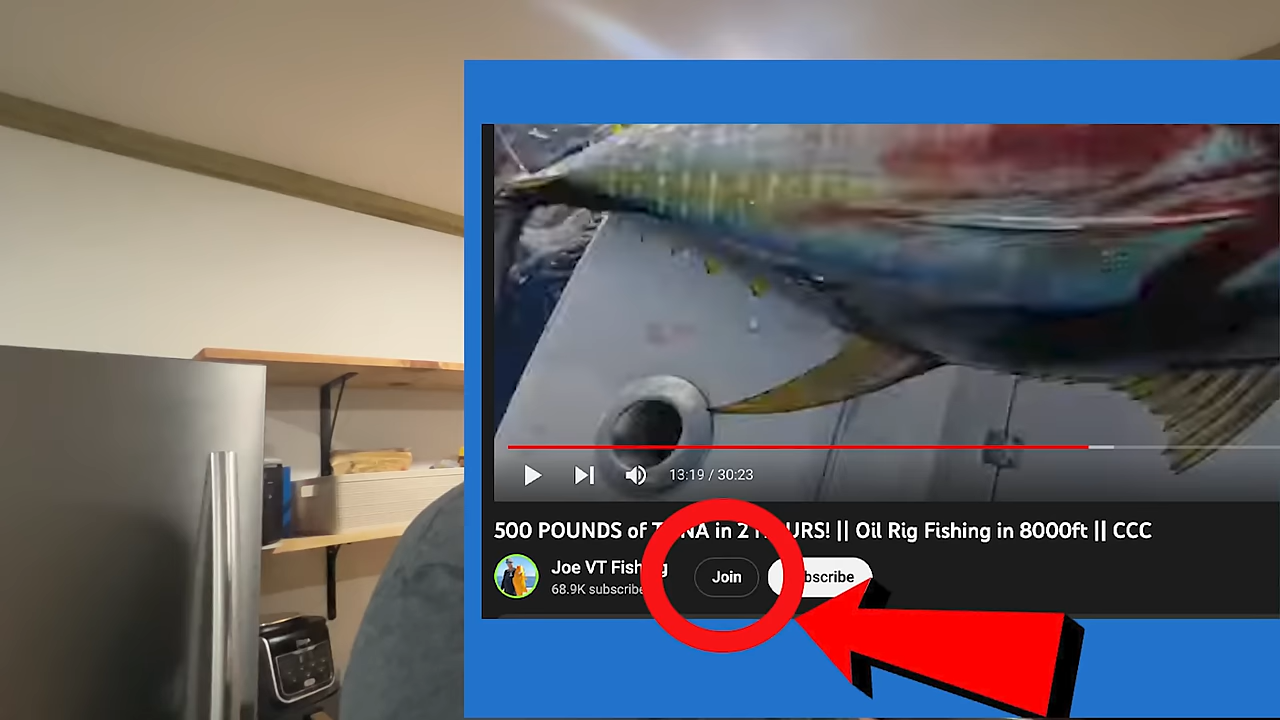 13:19 / 30:23
500 POUNDS of T NA in 2 H URS! || Oil Rig Fishing in 8000ft || CCC
Joe VT Fish g
Join
bscribe
68.9K subscribe